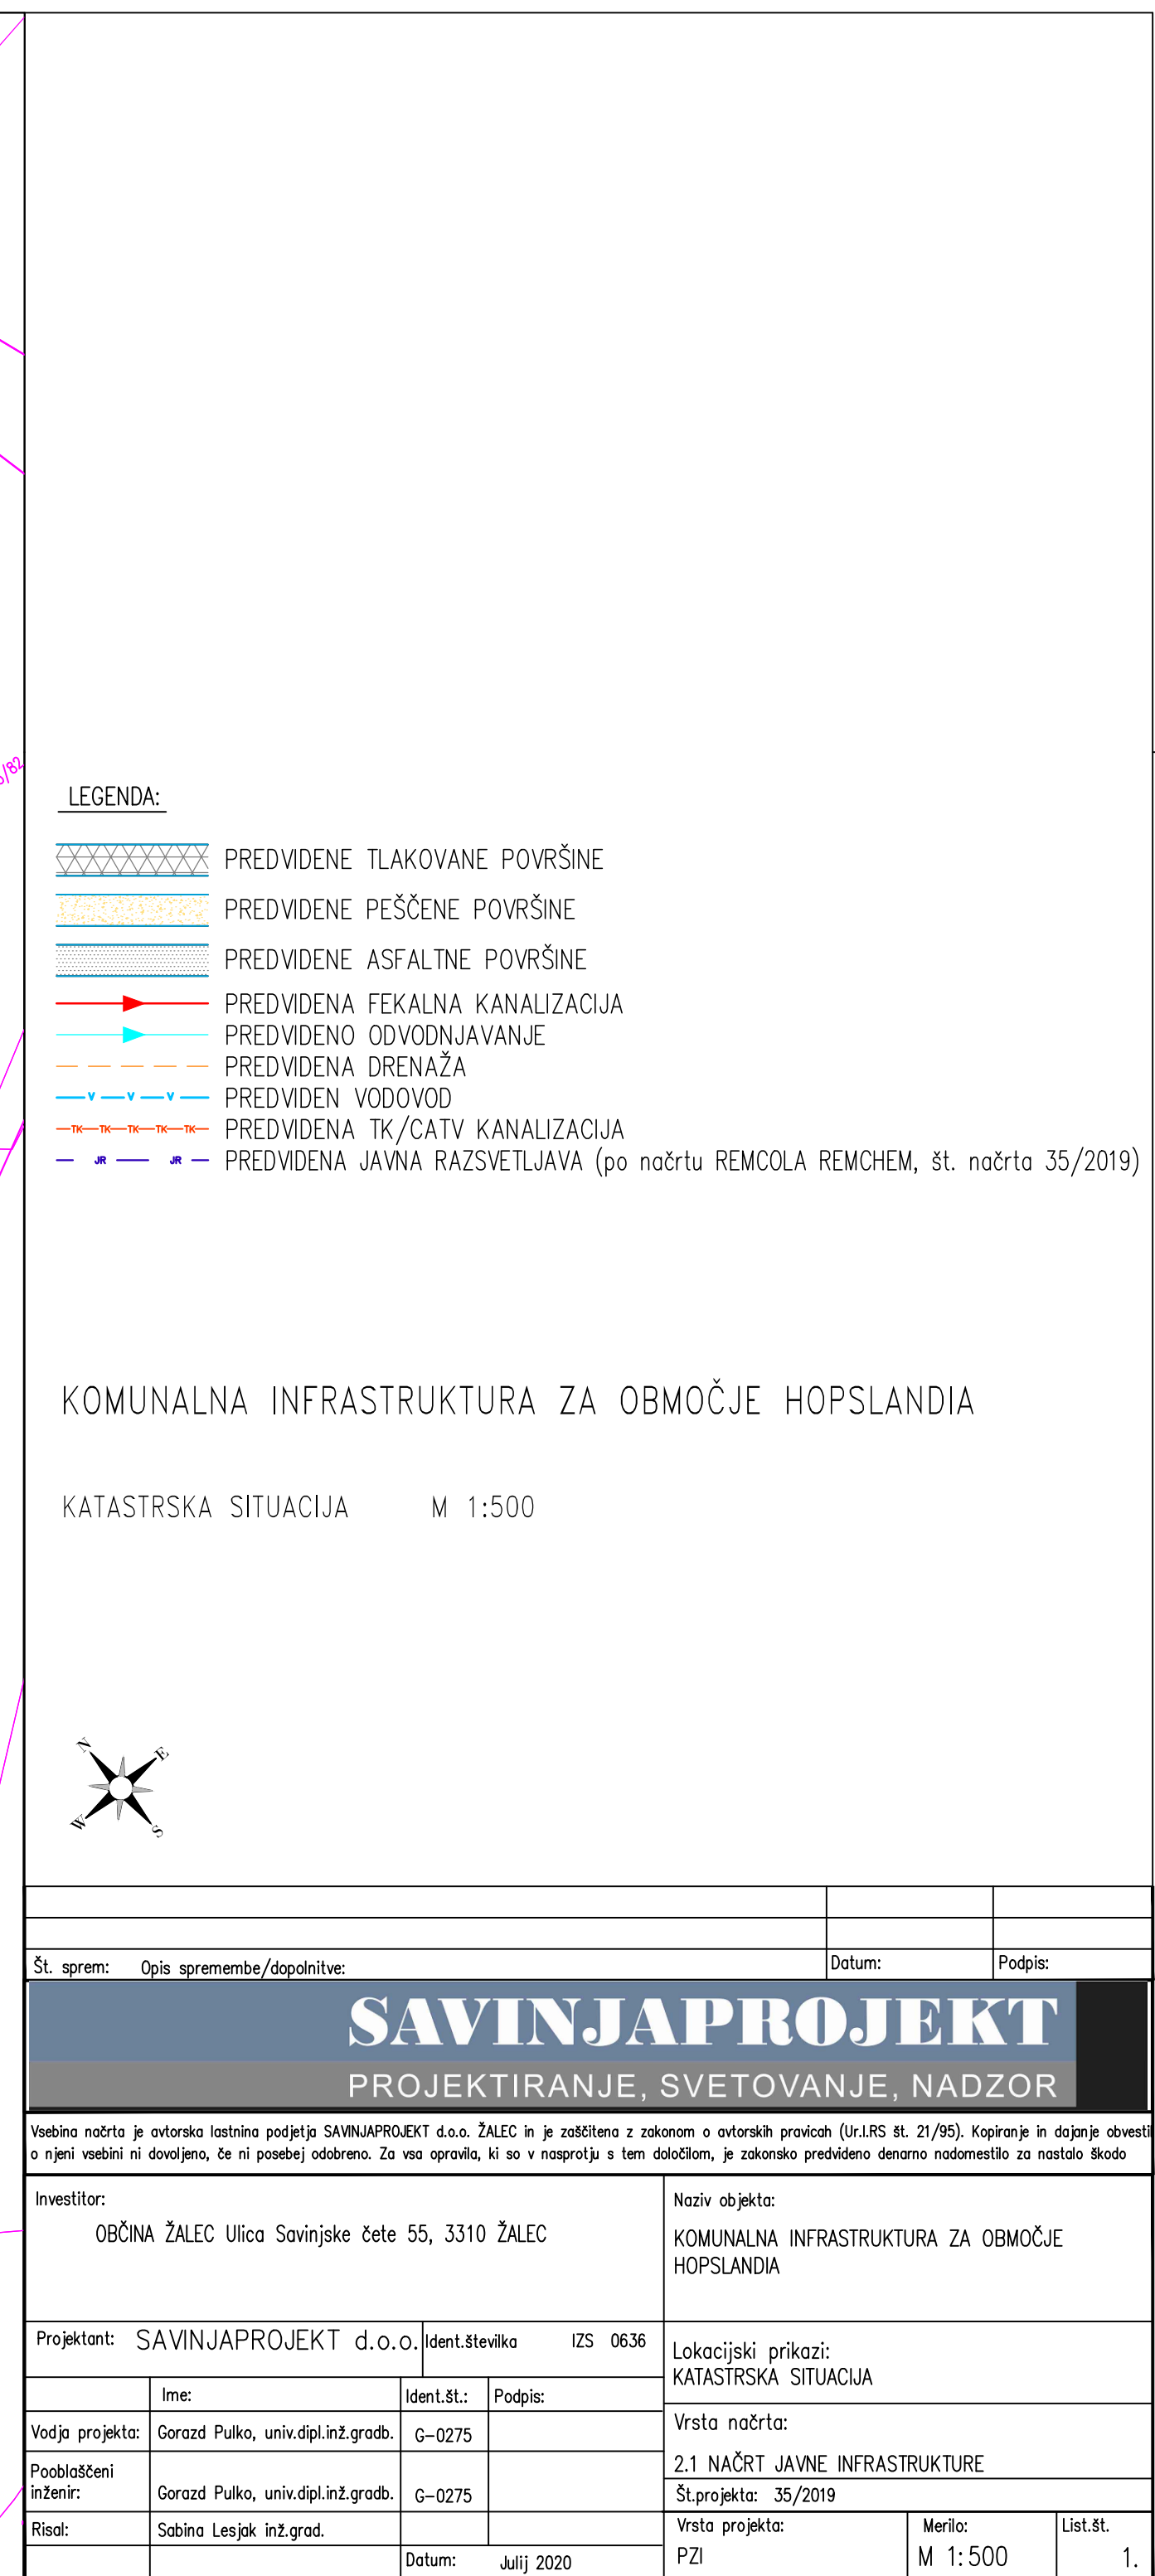 /82
LEGENDA:
PREDVIDENE TLAKOVANE POVRŠINE
PREDVIDENE PEŠČENE POVRŠINE
PREDVIDENE ASFALTNE POVRŠINE
PREDVIDENA FEKALNA KANALIZACIJA
PREDVIDENO ODVODNJAVANJE
PREDVIDENA DRENAŽA
V V V PREDVIDEN VODOVOD
TK TK TK TK TK PREDVIDENA TK/CATV KANALIZACIJA
JR JR PREDVIDENA JAVNA RAZSVETLJAVA (po načrtu REMCOLA REMCHEM, št. načrta 35/2019)
KOMUNALNA INFRASTRUKTURA ZA OBMOČJE HOPSLANDIA
KATASTRSKA SITUACIJA M 1:500
N E
W S
Št. sprem: Opis spremembe/dopolnitve: Datum: Podpis:
SAVINJAPROJEKT
PROJEKTIRANJE, SVETOVANJE, NADZOR
Vsebina načrta je avtorska lastnina podjetja SAVINJAPROJEKT d.o.o. ŽALEC in je zaščitena z zakonom o avtorskih pravicah (Ur.l.RS št. 21/95). Kopiranje in dajanje obvesti
o njeni vsebini ni dovoljeno, če ni posebej odobreno. Za vsa opravila, ki so v nasprotju s tem določilom, je zakonsko predvideno denarno nadomestilo za nastalo škodo
Investitor:
OBČINA ŽALEC Ulica Savinjske čete 55, 3310 ŽALEC
Naziv objekta:
KOMUNALNA INFRASTRUKTURA ZA OBMOČJE
HOPSLANDIA
Projektant: SAVINJAPROJEKT d.o.o. Ident.številka IZS 0636
Lokacijski prikazi:
KATASTRSKA SITUACIJA
Ime: Ident.št.: Podpis:
Vodja projekta: Gorazd Pulko, univ.dipl.inž.gradb. G-0275
Vrsta načrta:
2.1 NAČRT JAVNE INFRASTRUKTURE
Pooblaščeni
inženir: Gorazd Pulko, univ.dipl.inž.gradb. G-0275
Št.projekta: 35/2019
Risal: Sabina Lesjak inž.grad.
Datum: Julij 2020
Vrsta projekta:
PZI
Merilo:
M 1:500
List.št.
1.